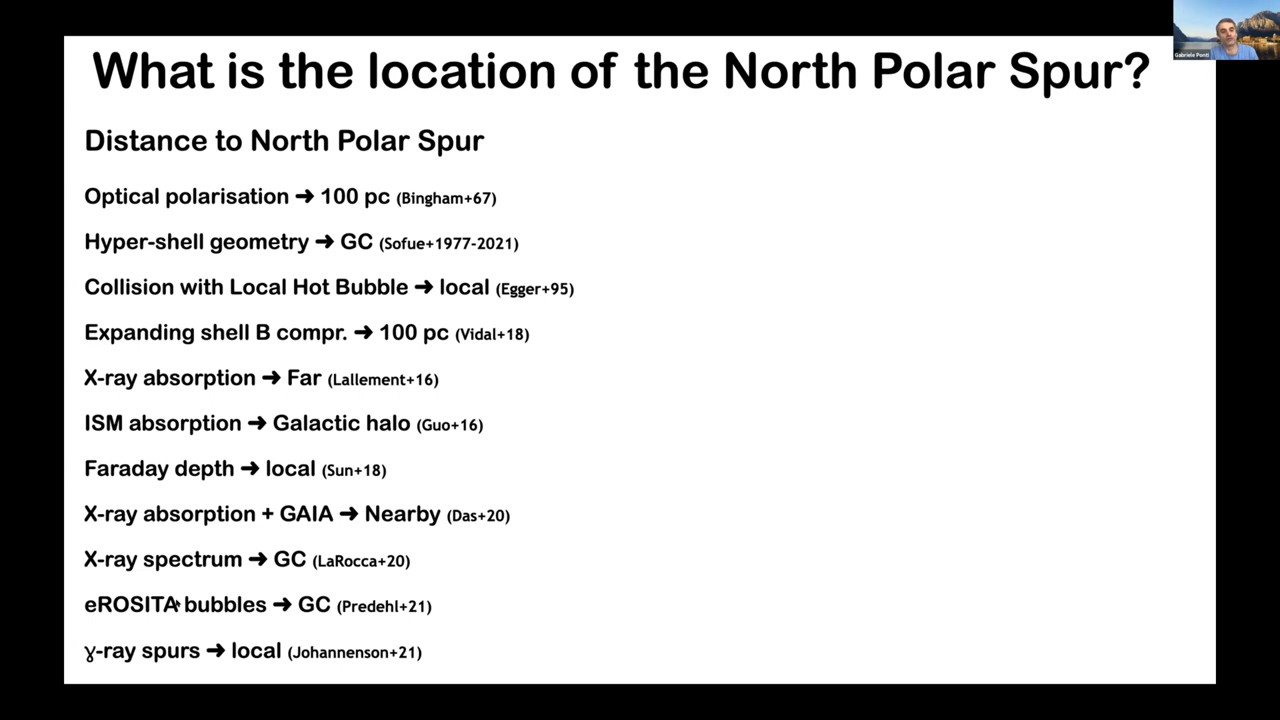 What is the location of the North Polar Spur?
Gabriele Ponti
Distance to North Polar Spur
Optical polarisation → 100 pc (Bingham+67)
Hyper-shell geometry → GC (Sofue+1977-2021)
Collision with Local Hot Bubble → local (Egger+95)
Expanding shell B compr. → 100 pc (Vidal+18)
X-ray absorption → Far (Lallement+16)
ISM absorption → Galactic halo (Guo+16)
Faraday depth → local (Sun+18)
X-ray absorption + GAIA → Nearby (Das+20)
X-ray spectrum → GC (LaRocca+20)
eROSITA bubbles → GC (Predehl+21)
ɣ-ray spurs → local (Johannenson+21)